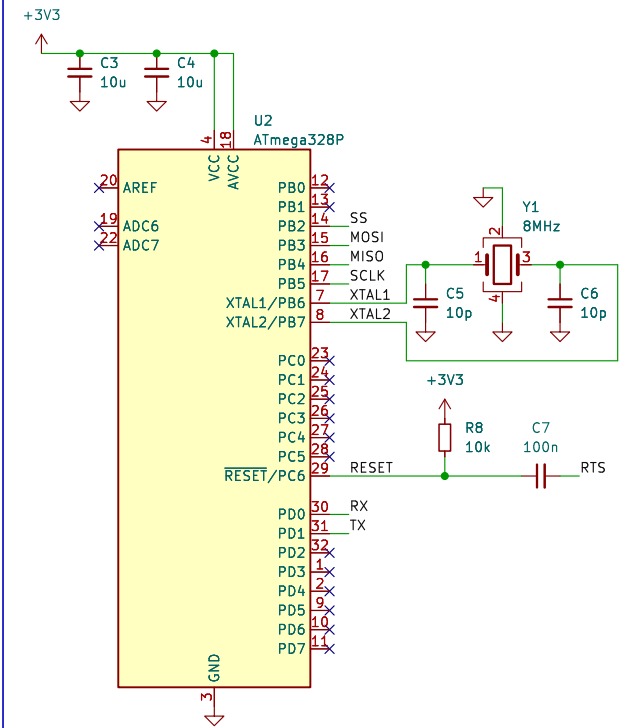 +3V3
C3
10u
C4
10u
U2
ATmega328P
4
18
VCC
AVCC
20 AREF
19 ADC6
22 ADC7
PB0 12
PB1 13
PB2 14 SS
PB3 15 MOSI
PB4 16 MISO
PB5 17 SCLK
XTAL1/PB6 7 XTAL1
XTAL2/PB7 8 XTAL2
Y1
8MHz
2
1
3
4
C5
10p
C6
10p
PC0 23
PC1 24
PC2 25
PC3 26
PC4 27
PC5 28
RESET/PC6 29 RESET
+3V3
R8
10k
C7
100n
RTS
PD0 30 RX
PD1 31 TX
PD2 32
PD3 1
PD4 2
PD5 9
PD6 10
PD7 11
GND
3